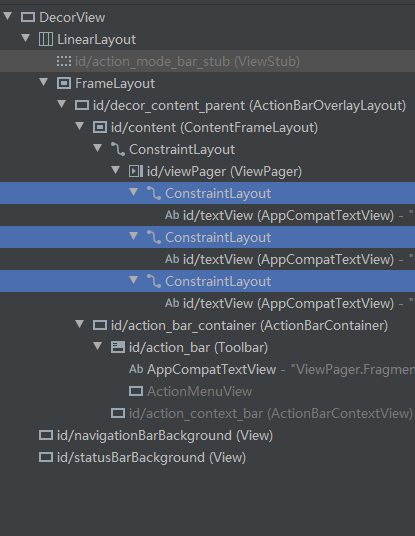 DecorView
LinearLayout
id/action_mode_bar_stub (ViewStub)
FrameLayout
id/decor_content_parent (ActionBarOverlayLayout)
id/content (ContentFrameLayout)
ConstraintLayout
id/viewPager (ViewPager)
ConstraintLayout
Ab id/textView (AppCompatTextView) - "
ConstraintLayout
Ab id/textView (AppCompatTextView) - "
ConstraintLayout
Ab id/textView (AppCompatTextView) - "
id/action_bar_container (ActionBarContainer)
id/action_bar (Toolbar)
Ab AppCompatTextView - "ViewPager.Fragmen
ActionMenuView
id/action_context_bar (ActionBarContextView)
id/navigationBarBackground (View)
id/statusBarBackground (View)